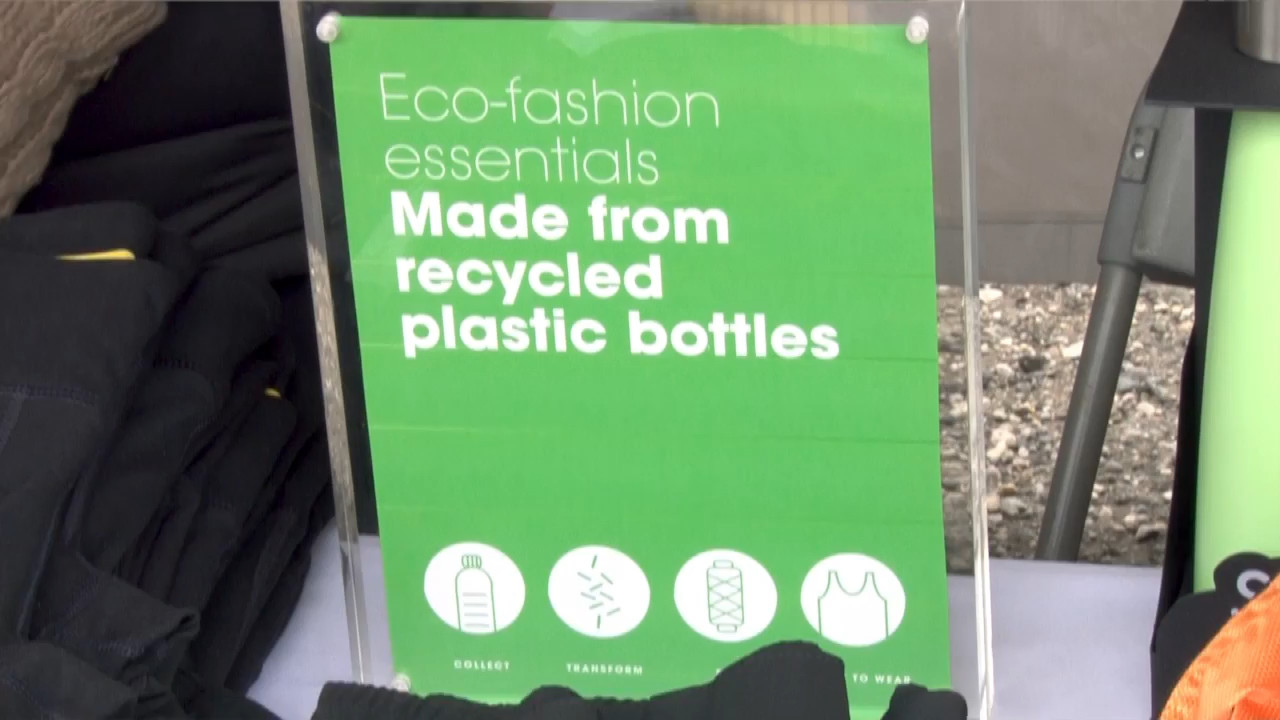 Eco-fashion
essentials
Made from
recycled
plastic bottles
COLLECT
TRANSFORM
TO WEAR